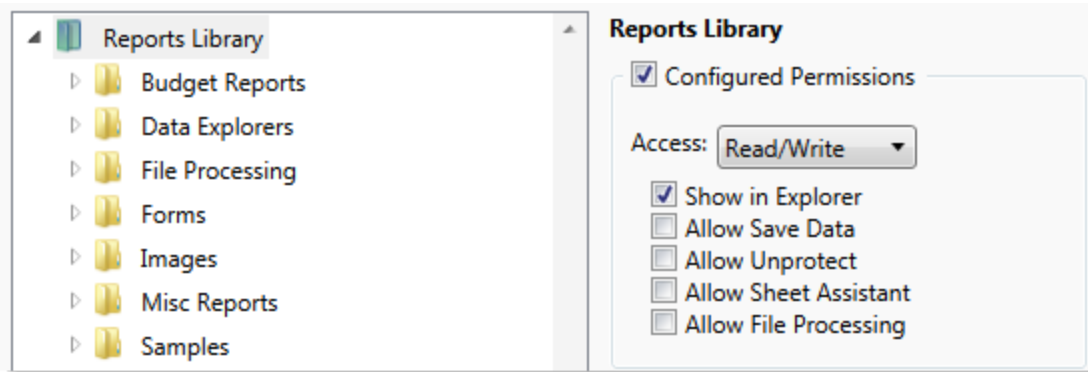 Reports Library
Budget Reports
Data Explorers
File Processing
Forms
Images
Misc Reports
Samples
Reports Library
Configured Permissions
Access: Read/Write
Show in Explorer
Allow Save Data
Allow Unprotect
Allow Sheet Assistant
Allow File Processing